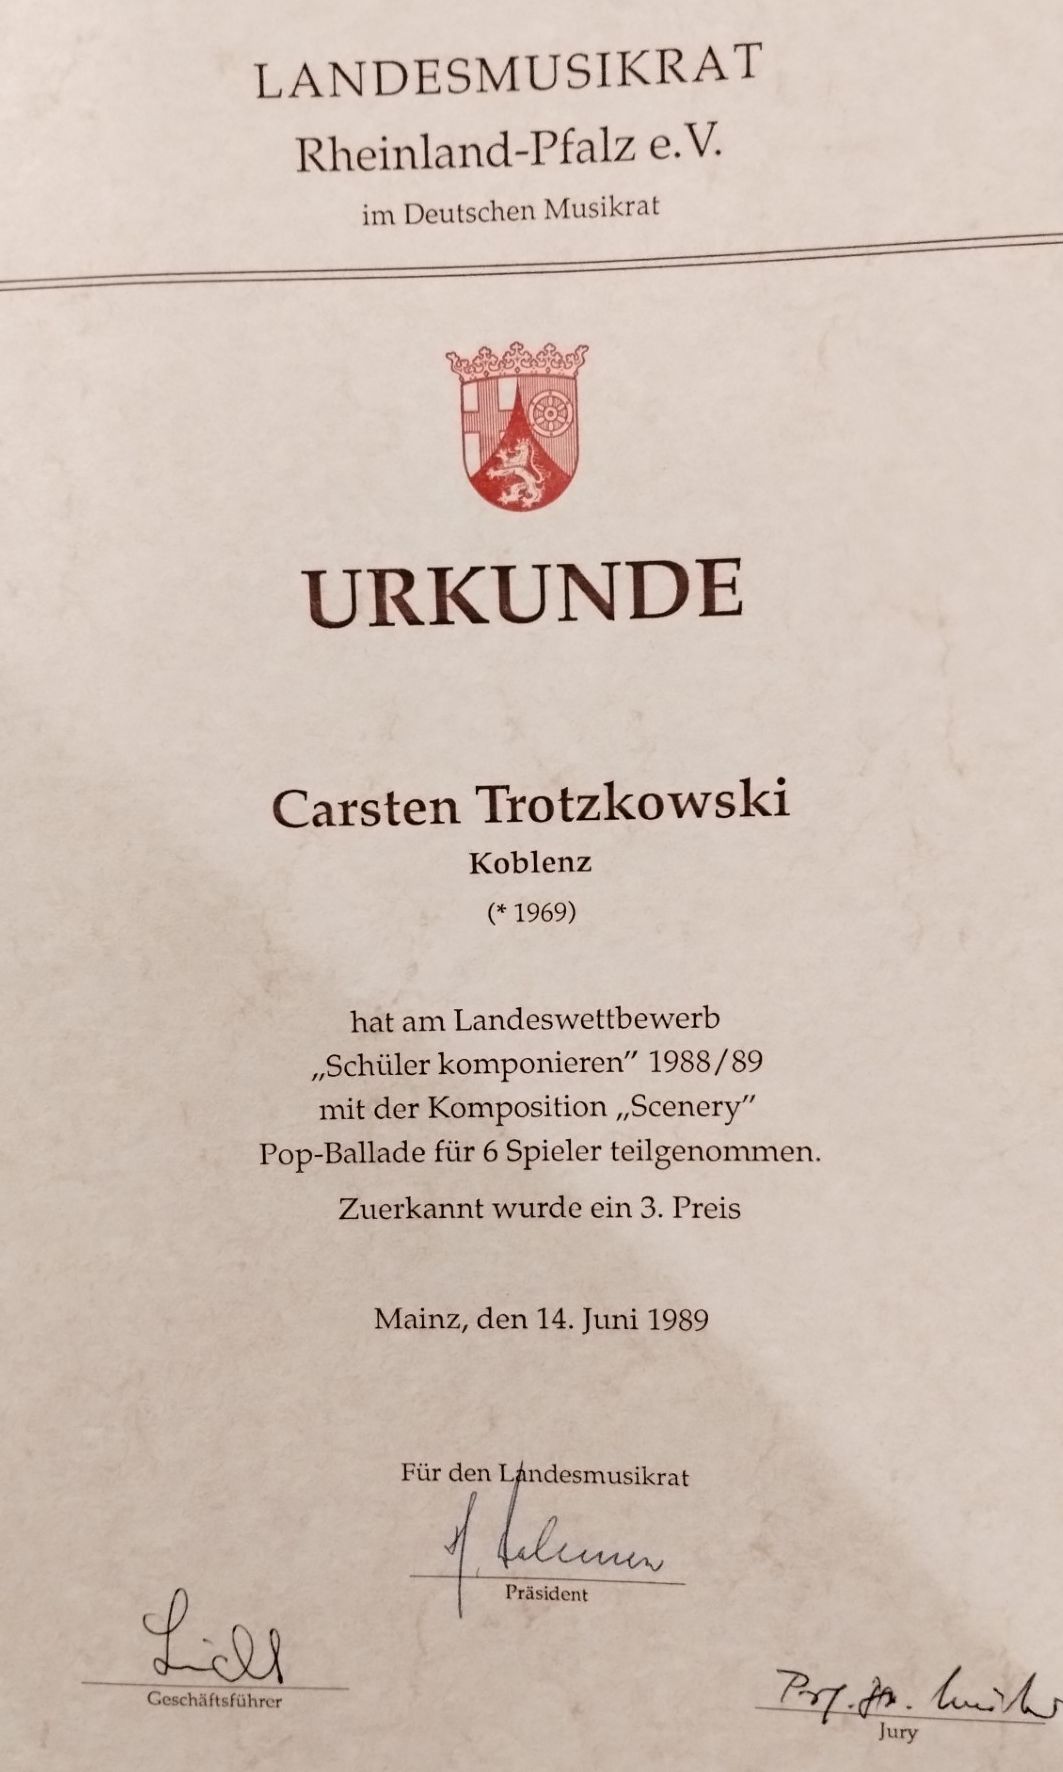 LANDESMUSIKRAT
Rheinland-Pfalz e.V.
im Deutschen Musikrat
URKUNDE
Carsten Trotzkowski
Koblenz
(* 1969)
hat am Landeswettbewerb
„Schüler komponieren” 1988/89
mit der Komposition „Scenery”
Pop-Ballade für 6 Spieler teilgenommen.
Zuerkannt wurde ein 3. Preis
Mainz, den 14. Juni 1989
Für den Landesmusikrat
Präsident
Geschäftsführer
Prof. Dr.
Jury